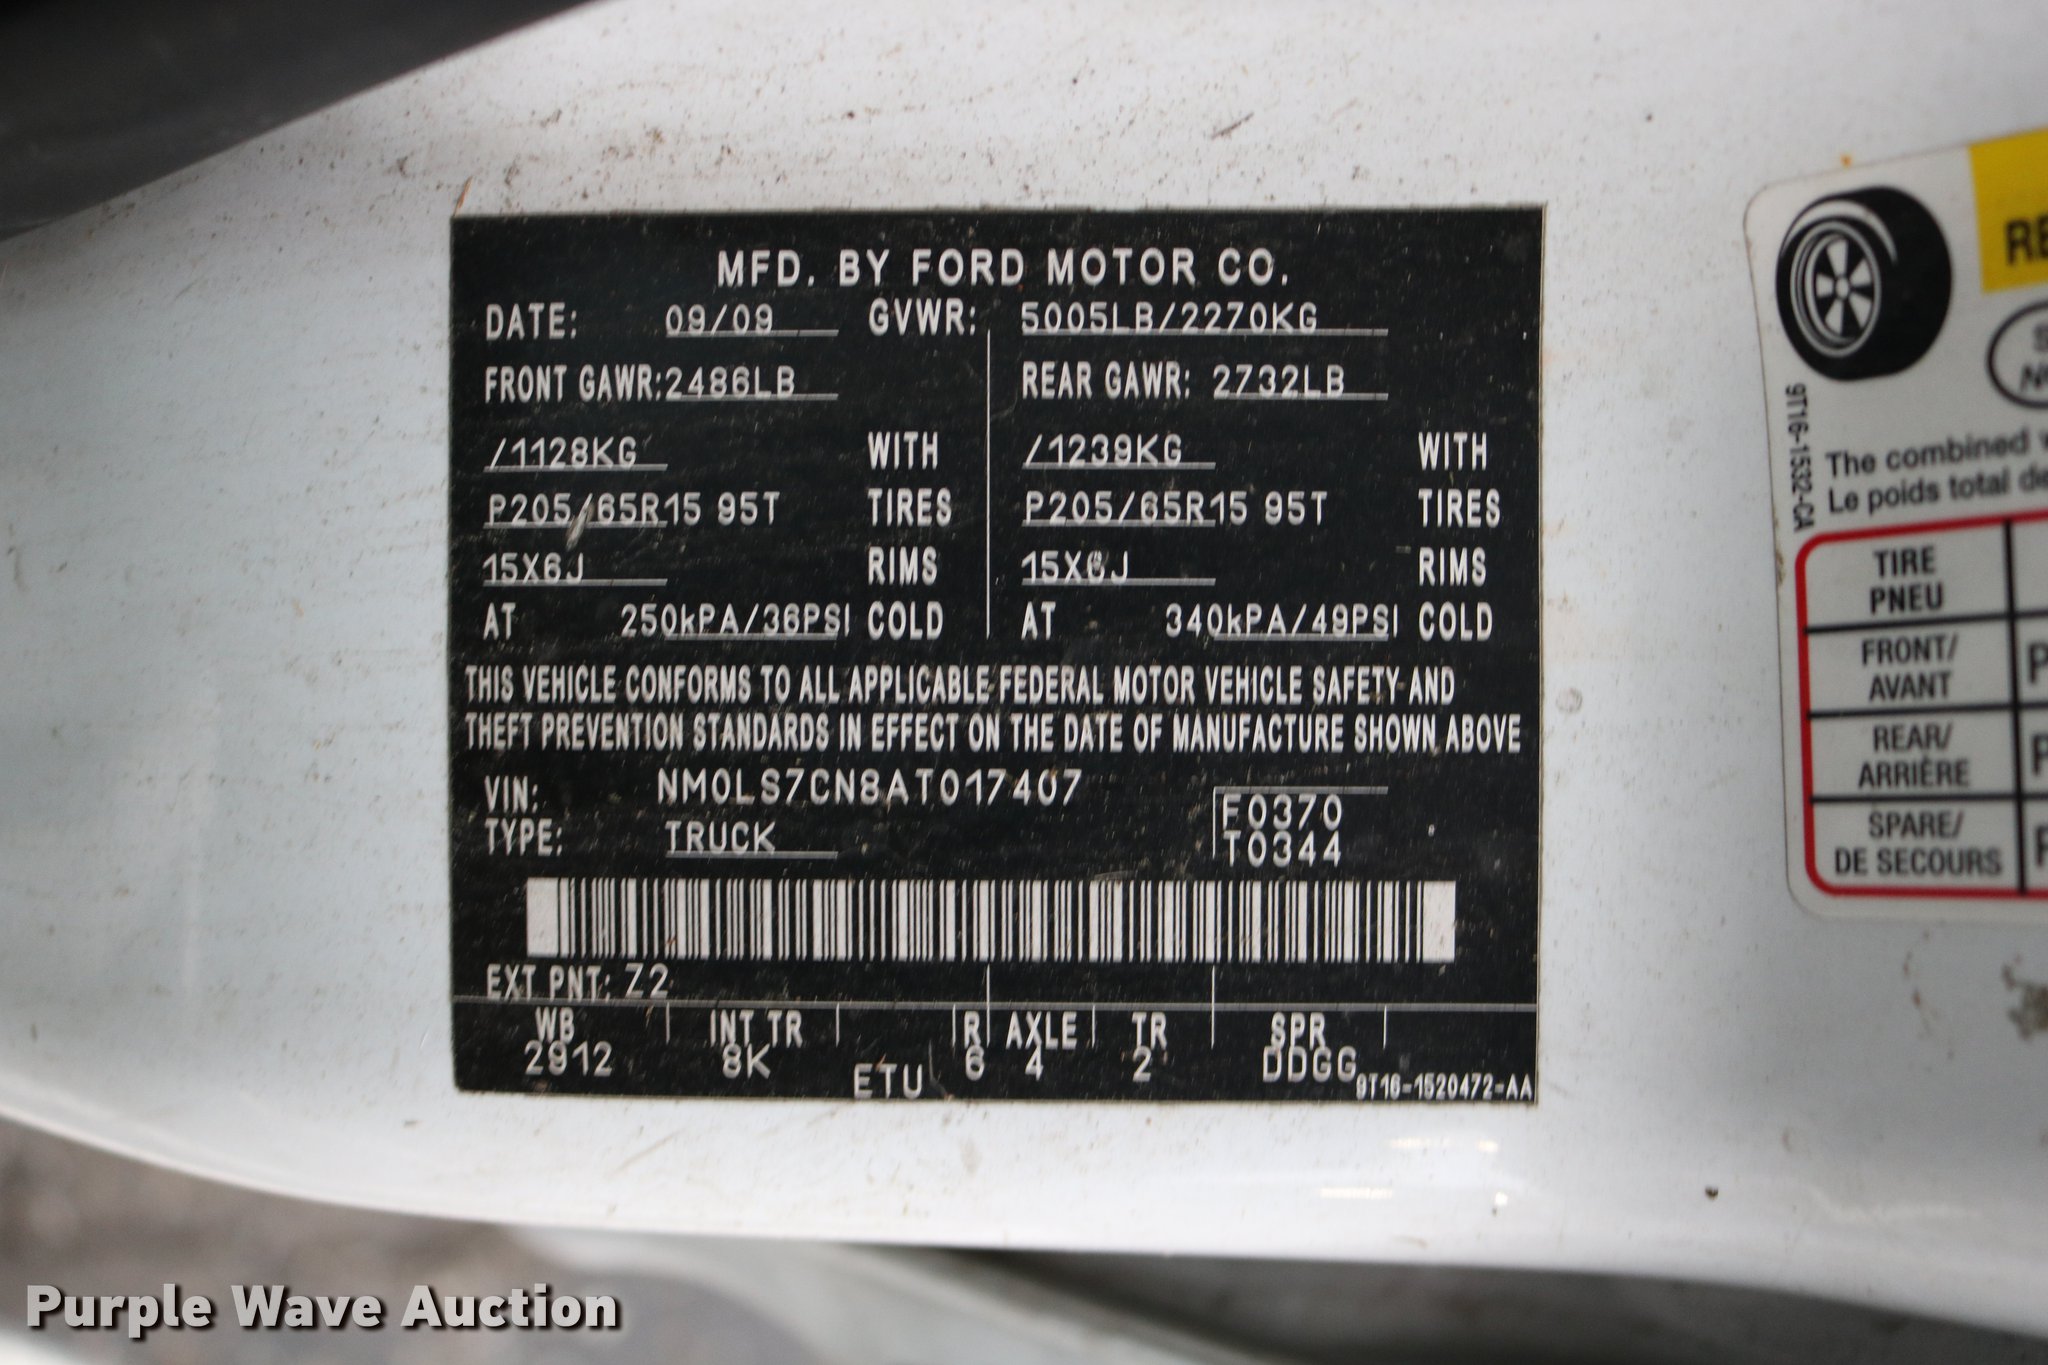 MFD. BY FORD MOTOR CO.
DATE: 09/09 GVWR: 5005LB/2270KG
FRONT GAWR: 2486LB REAR GAWR: 2732LB
/1128KG WITH /1239KG WITH
P205/65R15 95T TIRES P205/65R15 95T TIRES
15X6J RIMS 15X6J RIMS
AT 250kPA/36PSI COLD AT 340kPA/49PSI COLD
THIS VEHICLE CONFORMS TO ALL APPLICABLE FEDERAL MOTOR VEHICLE SAFETY AND
THEFT PREVENTION STANDARDS IN EFFECT ON THE DATE OF MANUFACTURE SHOWN ABOVE
VIN: NM0LS7CN8AT017407
F0370
TYPE: TRUCK T0344
EXT PNT: Z2
WB INT TR R AXLE TR SPR
2912 8K ETU 6 4 2 DDGG
9T16-1520472-AA
9T16-1532-CA
The combined
Le poids total
TIRE
PNEU
FRONT/
AVANT
REAR/
ARRIÈRE
SPARE/
DE SECOURS
Purple Wave Auction